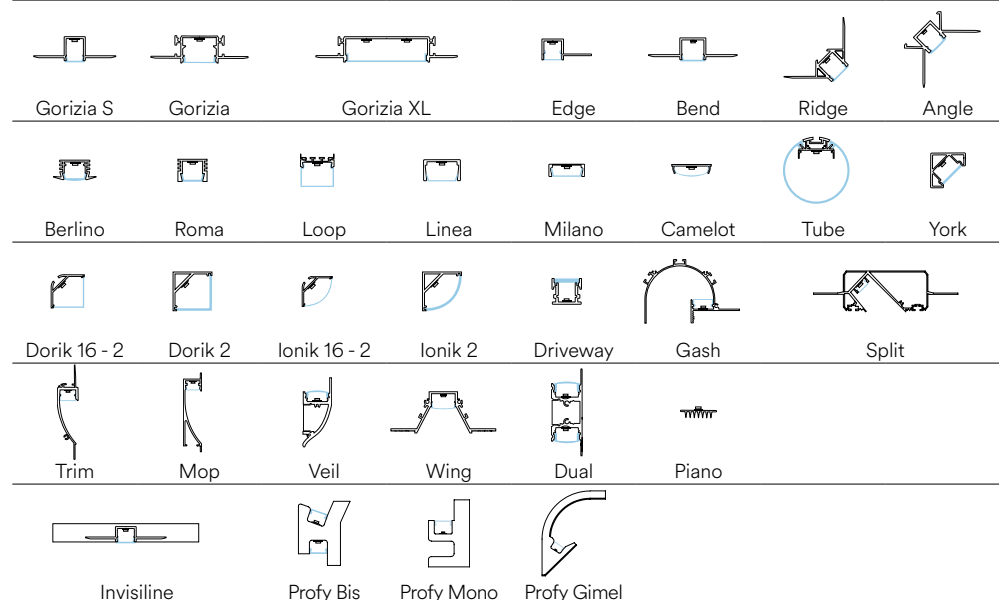 Gorizia S Gorizia Gorizia XL Edge Bend Ridge Angle
Berlino Roma Loop Linea Milano Camelot Tube York
Dorik 16 - 2 Dorik 2 Ionik 16 - 2 Ionik 2 Driveway Gash Split
Trim Mop Veil Wing Dual Piano
Invisiline Profy Bis Profy Mono Profy Gimel